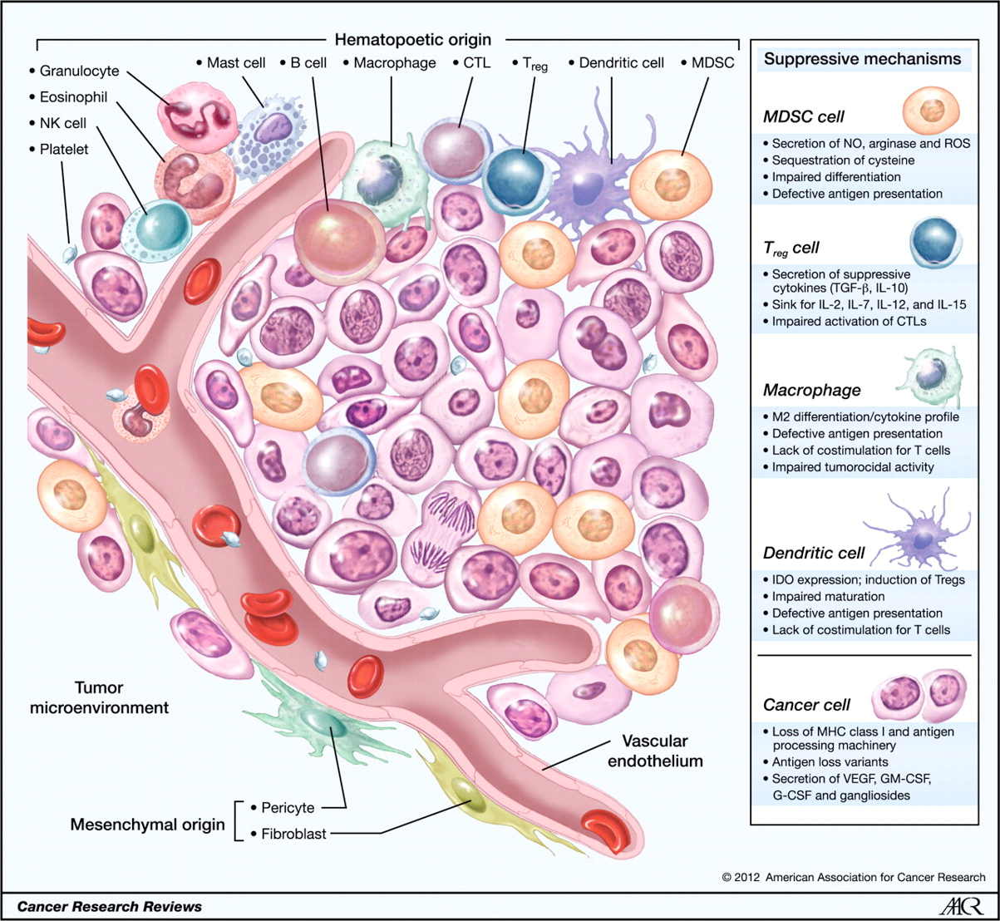 Hematopoetic origin
• Granulocyte
• Eosinophil
• NK cell
• Platelet
• Mast cell
• B cell
• Macrophage
• CTL
• Treg
• Dendritic cell
• MDSC
Tumor
microenvironment
Vascular
endothelium
Mesenchymal origin
• Pericyte
• Fibroblast
Suppressive mechanisms
MDSC cell
• Secretion of NO, arginase and ROS
• Sequestration of cysteine
• Impaired differentiation
• Defective antigen presentation
Treg cell
• Secretion of suppressive
cytokines (TGF-β, IL-10)
• Sink for IL-2, IL-7, IL-12, and IL-15
• Impaired activation of CTLs
Macrophage
• M2 differentiation/cytokine profile
• Defective antigen presentation
• Lack of costimulation for T cells
• Impaired tumorocidal activity
Dendritic cell
• IDO expression; induction of Tregs
• Impaired maturation
• Defective antigen presentation
• Lack of costimulation for T cells
Cancer cell
• Loss of MHC class I and antigen
processing machinery
• Antigen loss variants
• Secretion of VEGF, GM-CSF,
G-CSF and gangliosides
© 2012 American Association for Cancer Research
Cancer Research Reviews
AACR